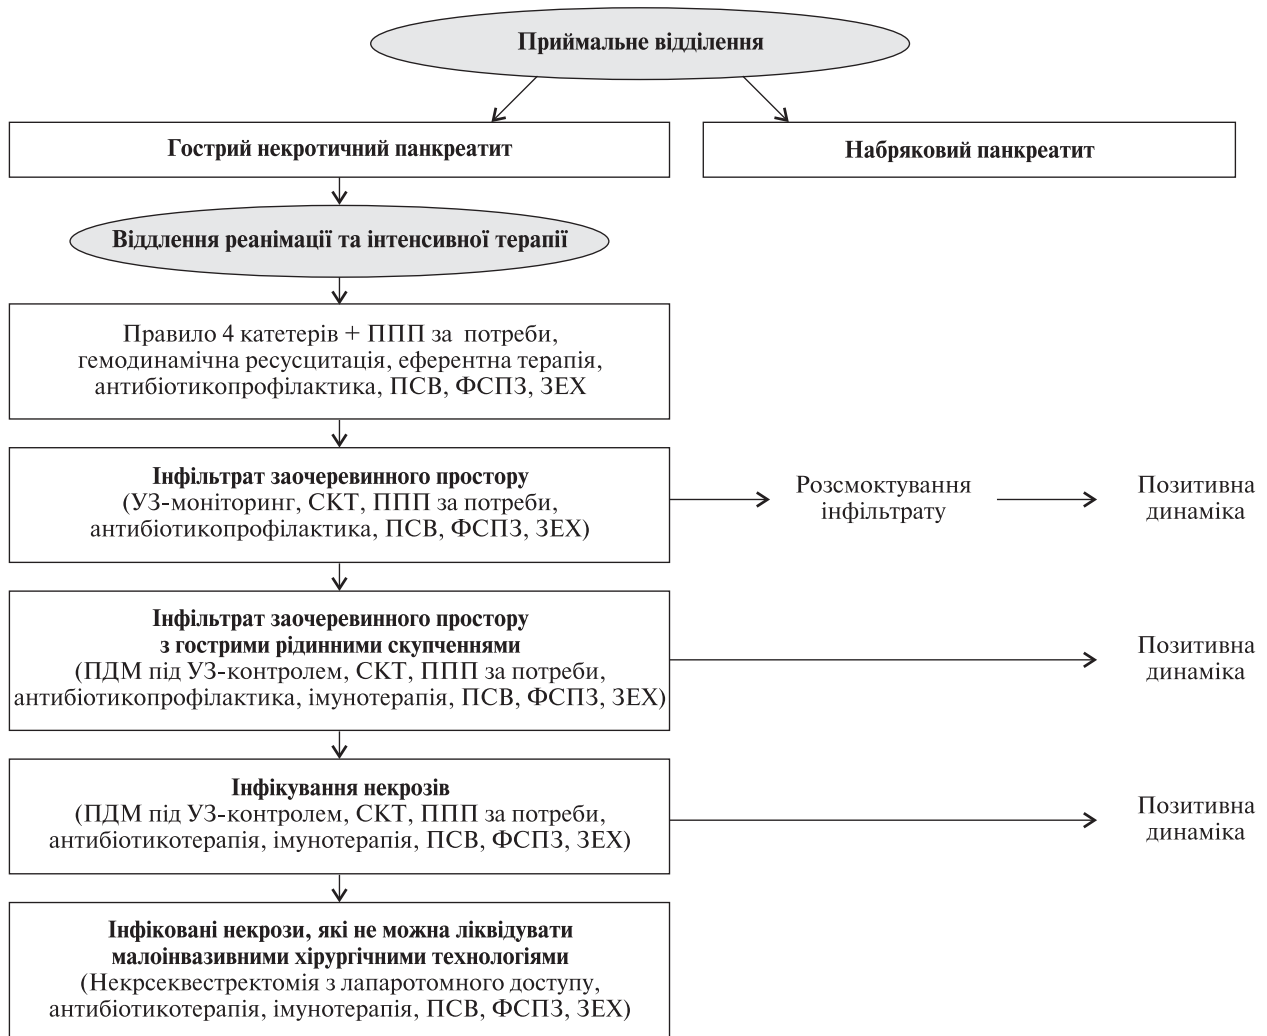 Приймальне відділення
Гострий некротичний панкреатит
Набряковий панкреатит
Відділення реанімації та інтенсивної терапії
Правило 4 катетерів + ППП за потреби,
гемодинамічна ресусцитація, еферентна терапія,
антибіотикопрофілактика, ПСВ, ФСПЗ, ЗЕХ
Інфільтрат заочеревинного простору
(УЗ-моніторинг, СКТ, ППП за потреби,
антибіотикопрофілактика, ПСВ, ФСПЗ, ЗЕХ)
Розсмоктування
інфільтрату
Позитивна
динаміка
Інфільтрат заочеревинного простору
з гострими рідинними скупченнями
(ПДМ під УЗ-контролем, СКТ, ППП за потреби,
антибіотикопрофілактика, імунотерапія, ПСВ, ФСПЗ, ЗЕХ)
Позитивна
динаміка
Інфікування некрозів
(ПДМ під УЗ-контролем, СКТ, ППП за потреби,
антибіотикотерапія, імунотерапія, ПСВ, ФСПЗ, ЗЕХ)
Позитивна
динаміка
Інфіковані некрози, які не можна ліквідувати
малоінвазивними хірургічними технологіями
(Некрсеквестректомія з лапаротомного доступу,
антибіотикотерапія, імунотерапія, ПСВ, ФСПЗ, ЗЕХ)